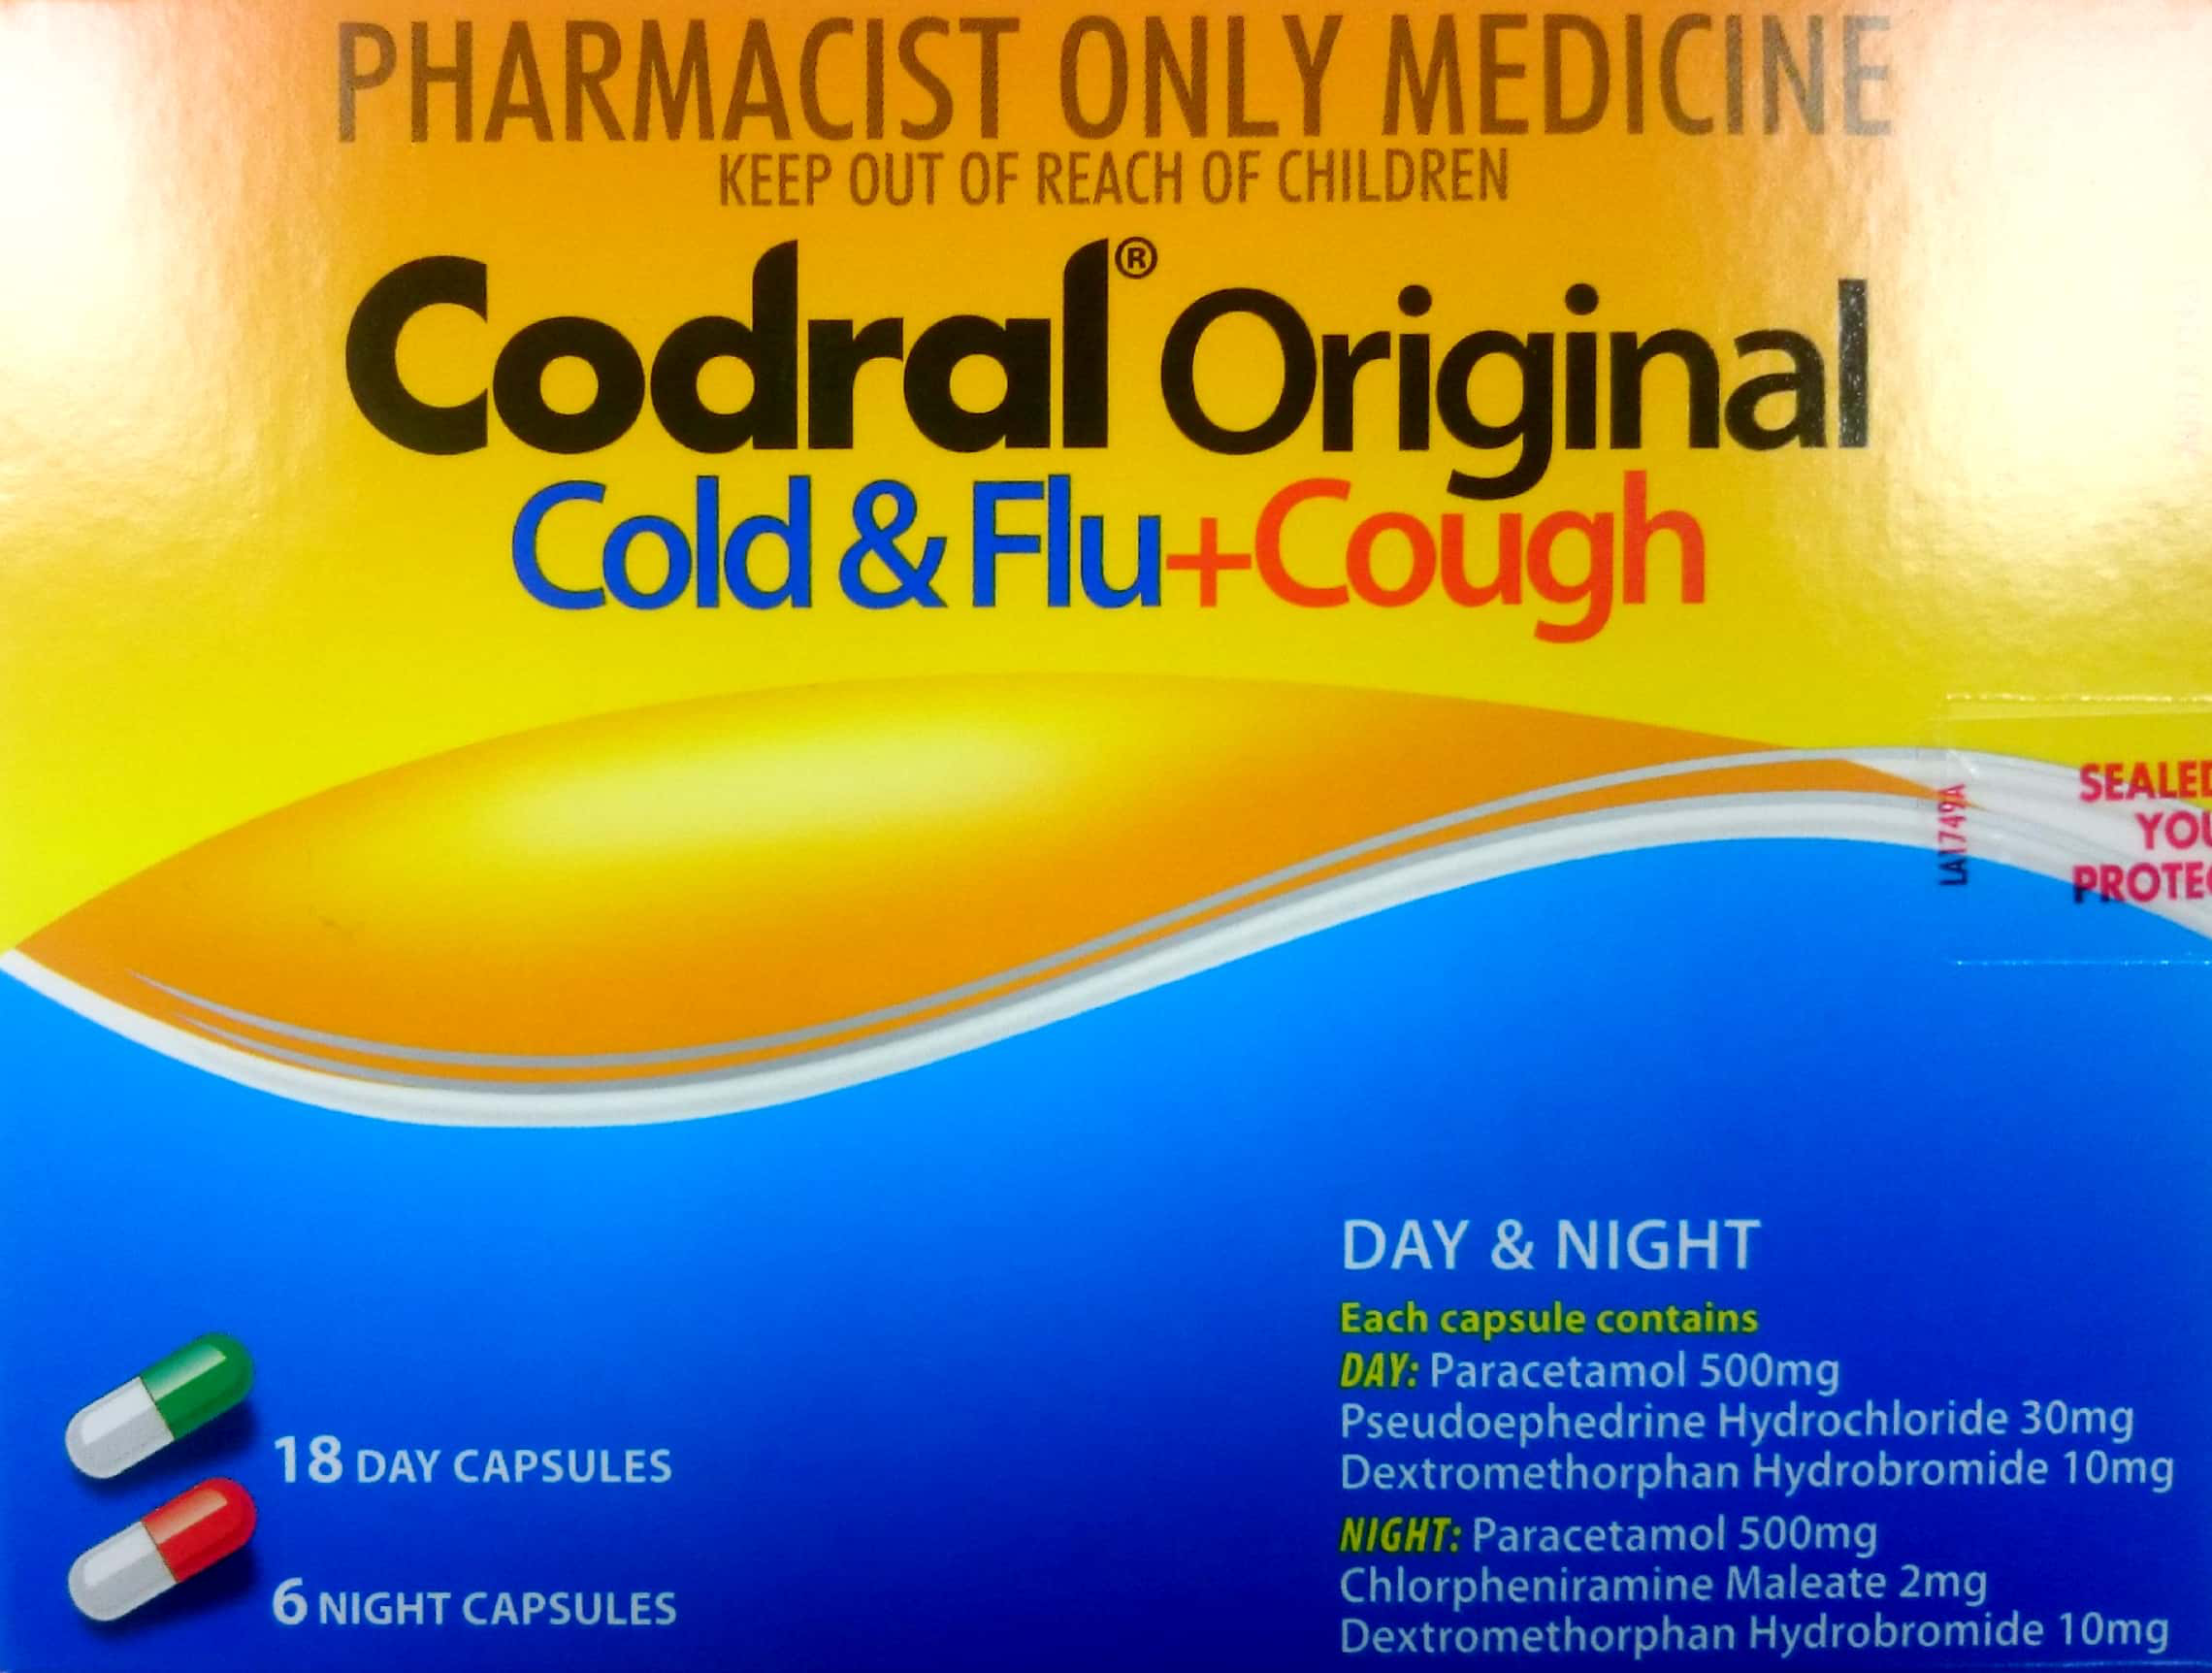 PHARMACIST ONLY MEDICINE
KEEP OUT OF REACH OF CHILDREN
Codral® Original
Cold & Flu+Cough
LA1749A
SEALED
YOU
PROTEC
DAY & NIGHT
Each capsule contains
DAY: Paracetamol 500mg
Pseudoephedrine Hydrochloride 30mg
Dextromethorphan Hydrobromide 10mg
NIGHT: Paracetamol 500mg
Chlorpheniramine Maleate 2mg
Dextromethorphan Hydrobromide 10mg
18 DAY CAPSULES
6 NIGHT CAPSULES